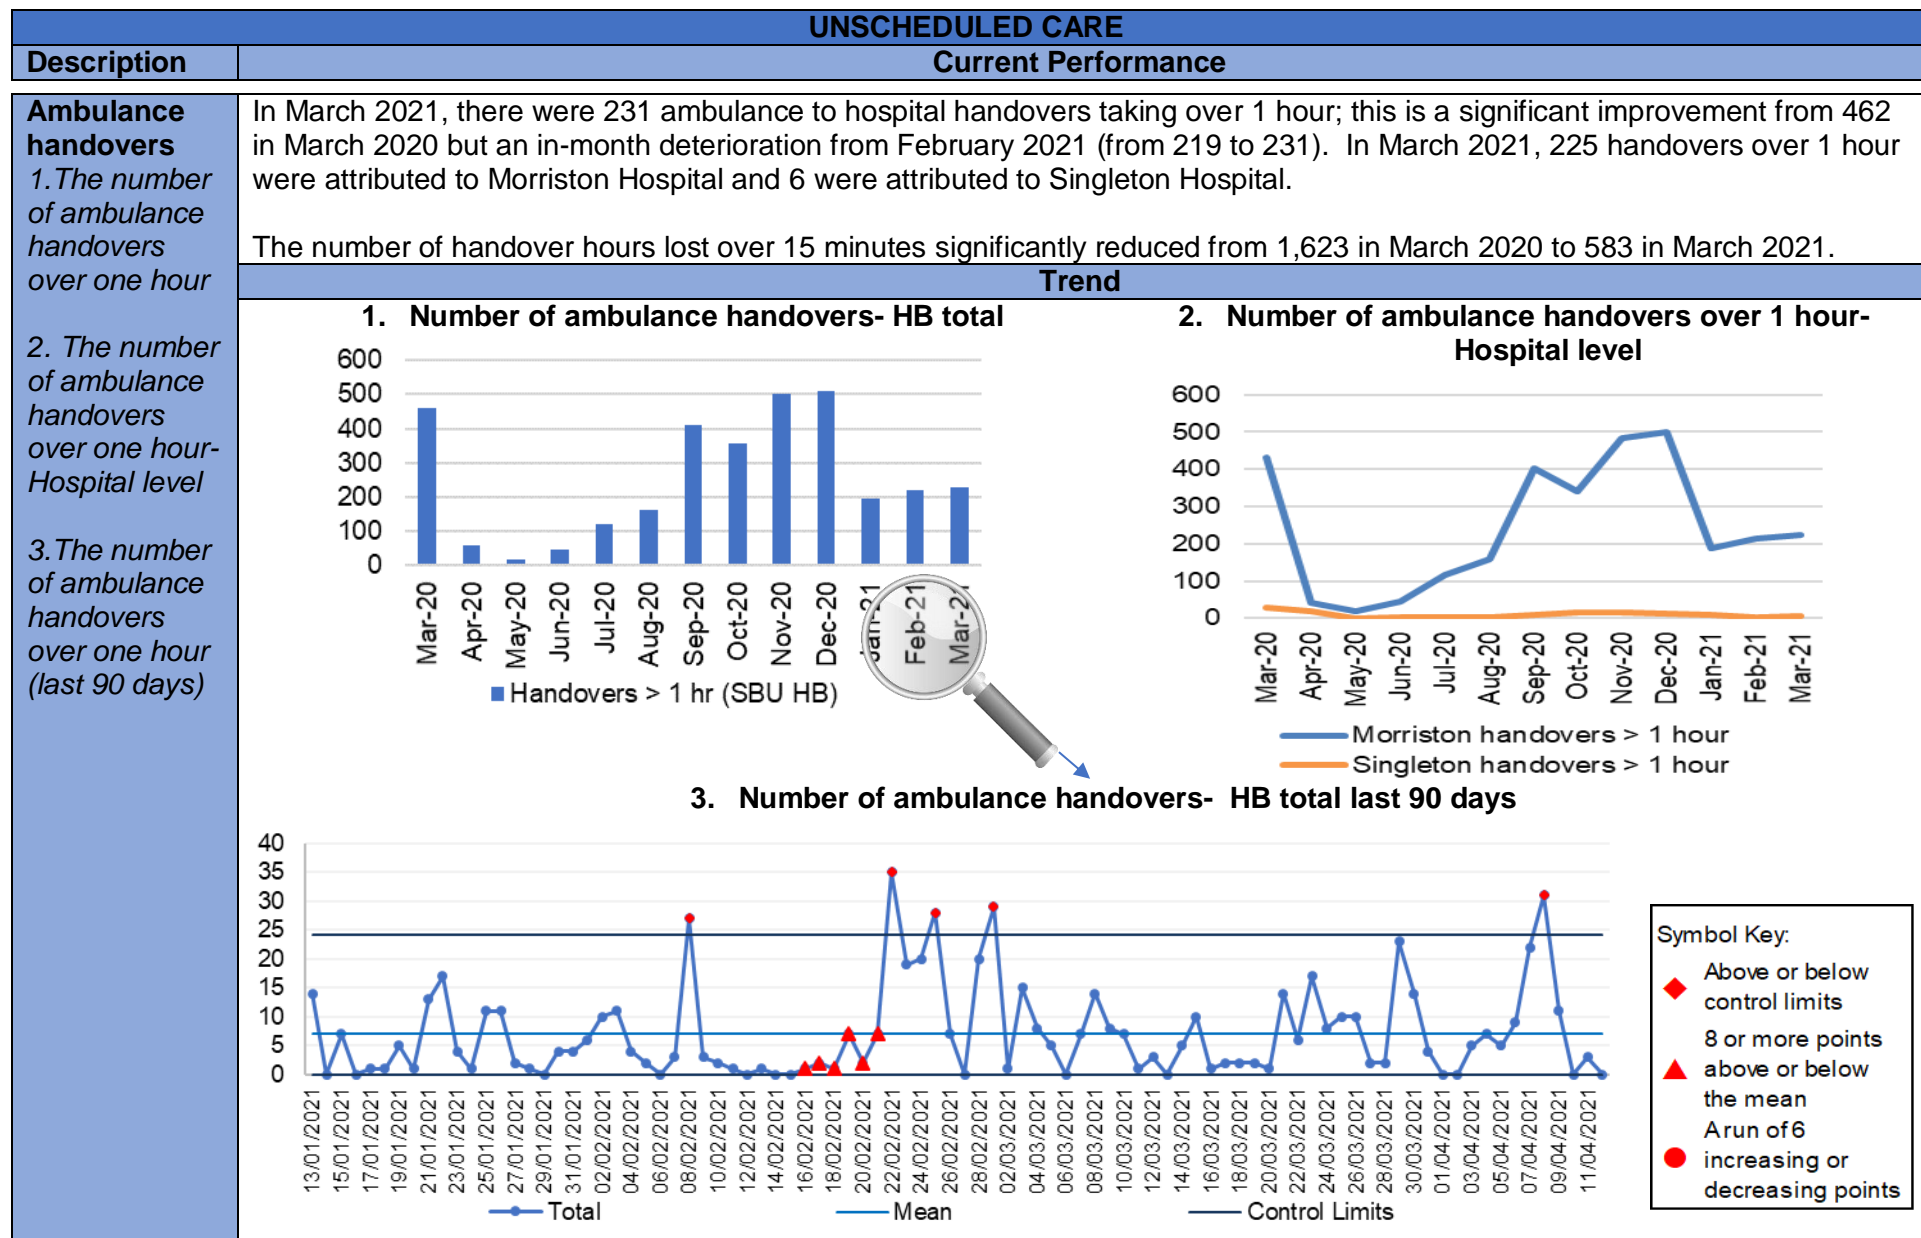 UNSCHEDULED CARE
Description
Current Performance
Ambulance
handovers
1.The number
of ambulance
handovers
over one hour
2. The number
of ambulance
handovers
over one hour-
Hospital level
3.The number
of ambulance
handovers
over one hour
(last 90 days)
In March 2021, there were 231 ambulance to hospital handovers taking over 1 hour; this is a significant improvement from 462
in March 2020 but an in-month deterioration from February 2021 (from 219 to 231).  In March 2021, 225 handovers over 1 hour
were attributed to Morriston Hospital and 6 were attributed to Singleton Hospital.
The number of handover hours lost over 15 minutes significantly reduced from 1,623 in March 2020 to 583 in March 2021.
Trend
1. Number of ambulance handovers- HB total
600
500
400
300
200
100
0
Mar-20
Apr-20
May-20
Jun-20
Jul-20
Aug-20
Sep-20
Oct-20
Nov-20
Dec-20
Jan-21
Feb-21
Mar-21
Handovers > 1 hr (SBU HB)
2. Number of ambulance handovers over 1 hour-
Hospital level
600
500
400
300
200
100
0
Mar-20
Apr-20
May-20
Jun-20
Jul-20
Aug-20
Sep-20
Oct-20
Nov-20
Dec-20
Jan-21
Feb-21
Mar-21
Morriston handovers > 1 hour
Singleton handovers > 1 hour
3. Number of ambulance handovers-  HB total last 90 days
40
35
30
25
20
15
10
5
0
13/01/2021
15/01/2021
17/01/2021
19/01/2021
21/01/2021
23/01/2021
25/01/2021
27/01/2021
29/01/2021
31/01/2021
02/02/2021
04/02/2021
06/02/2021
08/02/2021
10/02/2021
12/02/2021
14/02/2021
16/02/2021
18/02/2021
20/02/2021
22/02/2021
24/02/2021
26/02/2021
28/02/2021
02/03/2021
04/03/2021
06/03/2021
08/03/2021
10/03/2021
12/03/2021
14/03/2021
16/03/2021
18/03/2021
20/03/2021
22/03/2021
24/03/2021
26/03/2021
28/03/2021
30/03/2021
01/04/2021
03/04/2021
05/04/2021
07/04/2021
09/04/2021
11/04/2021
Total
Mean
Control Limits
Symbol Key:
Above or below
control limits
8 or more points
above or below
the mean
A run of 6
increasing or
decreasing points